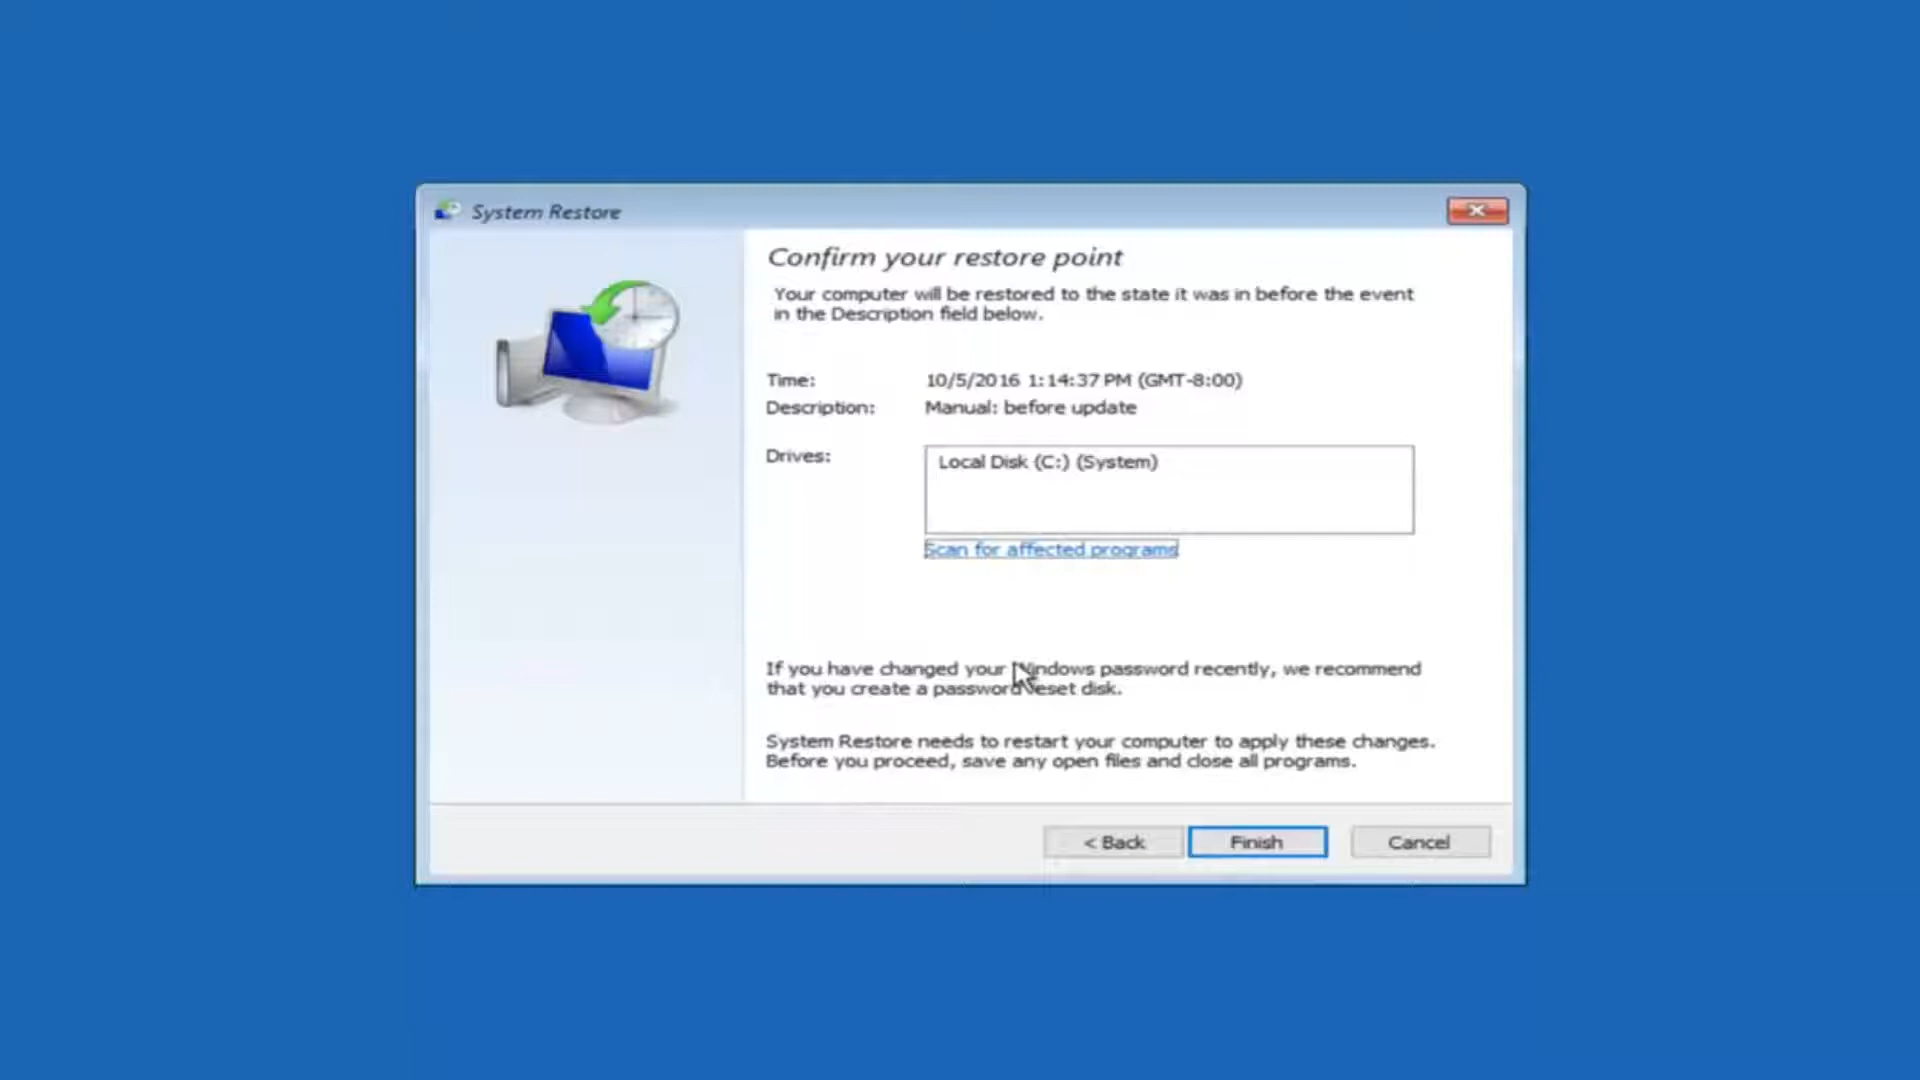 System Restore
Confirm your restore point
Your computer will be restored to the state it was in before the event
in the Description field below.
Time: 10/5/2016 1:14:37 PM (GMT-8:00)
Description: Manual: before update
Drives: Local Disk (C:) (System)
Scan for affected programs
If you have changed your Windows password recently, we recommend
that you create a password reset disk.
System Restore needs to restart your computer to apply these changes.
Before you proceed, save any open files and close all programs.
< Back Finish Cancel